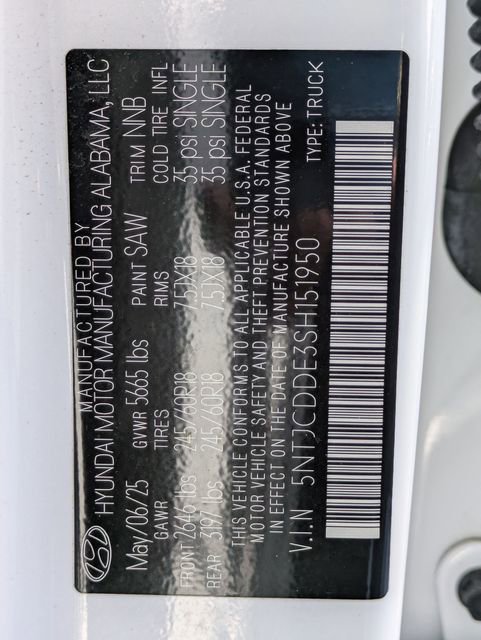 MANUFACTURED BY
HYUNDAI MOTOR MANUFACTURING ALABAMA, LLC
May/06/25 GVWR 5665 lbs PAINT SAW TRIM NNB
GAWR TIRES RIMS COLD TIRE INFL
FRONT 2646 lbs 245/60R18 7.5JX18 35 psi SINGLE
REAR 3197 lbs 245/60R18 7.5JX18 35 psi SINGLE
THIS VEHICLE CONFORMS TO ALL APPLICABLE U.S.A. FEDERAL
MOTOR VEHICLE SAFETY AND THEFT PREVENTION STANDARDS
IN EFFECT ON THE DATE OF MANUFACTURE SHOWN ABOVE
V.I.N 5NTJCDDE3SH151950 TYPE: TRUCK